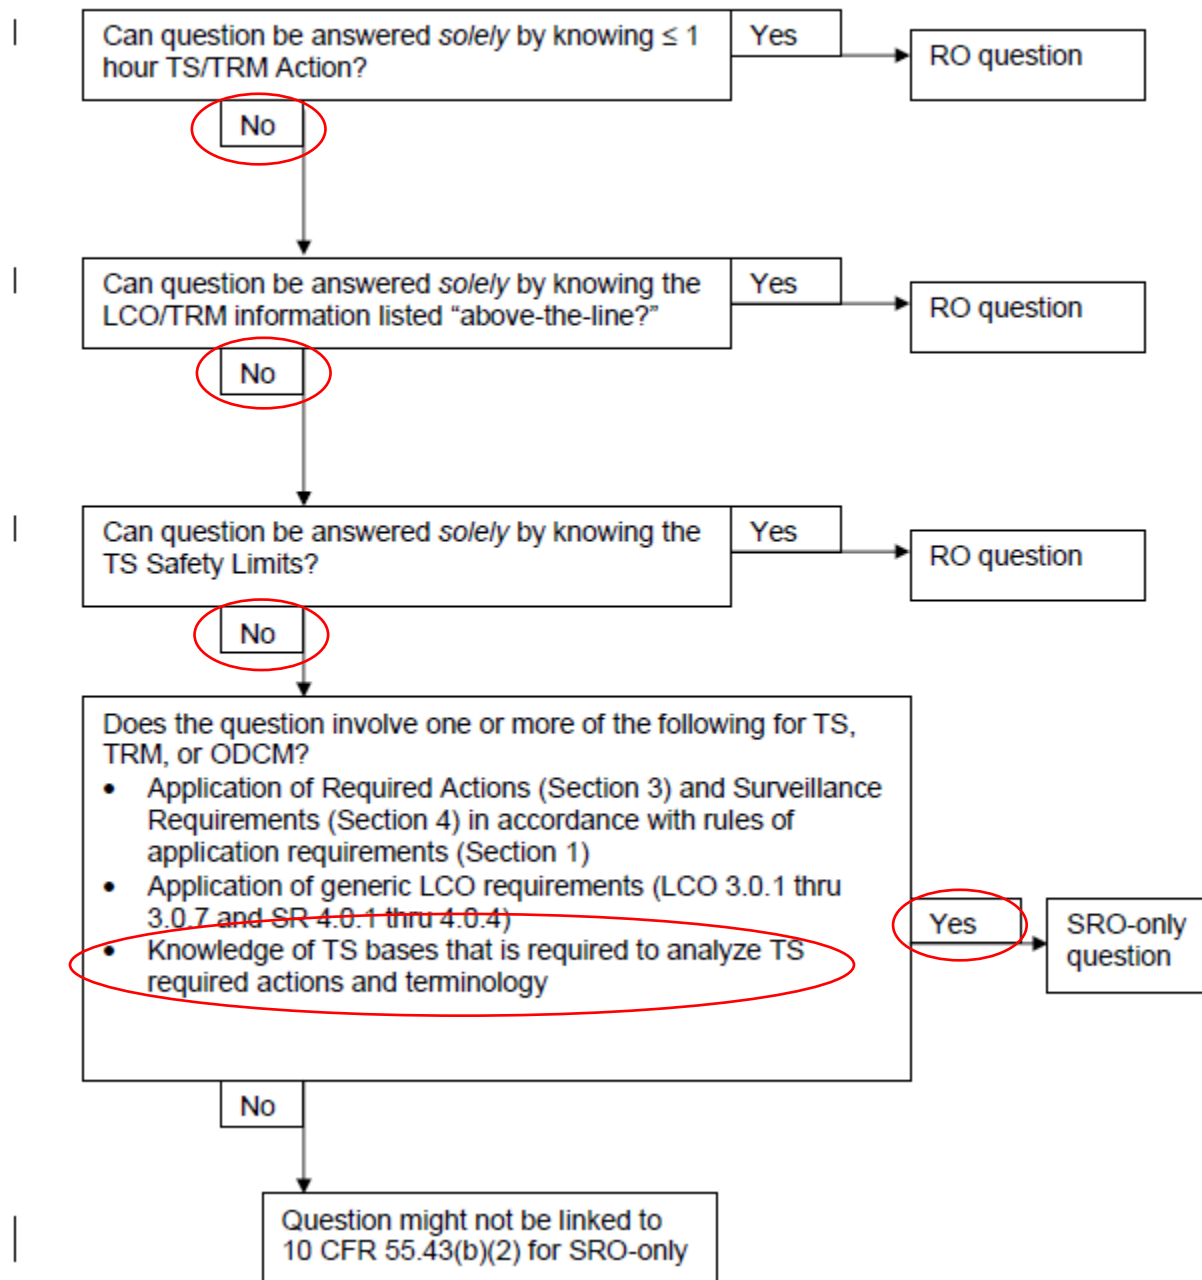 Can question be answered solely by knowing ≤ 1
hour TS/TRM Action?
Yes
RO question
No
Can question be answered solely by knowing the
LCO/TRM information listed “above-the-line?”
Yes
RO question
No
Can question be answered solely by knowing the
TS Safety Limits?
Yes
RO question
No
Does the question involve one or more of the following for TS,
TRM, or ODCM?
• Application of Required Actions (Section 3) and Surveillance
Requirements (Section 4) in accordance with rules of
application requirements (Section 1)
• Application of generic LCO requirements (LCO 3.0.1 thru
3.0.7 and SR 4.0.1 thru 4.0.4)
• Knowledge of TS bases that is required to analyze TS
required actions and terminology
Yes
SRO-only
question
No
Question might not be linked to
10 CFR 55.43(b)(2) for SRO-only